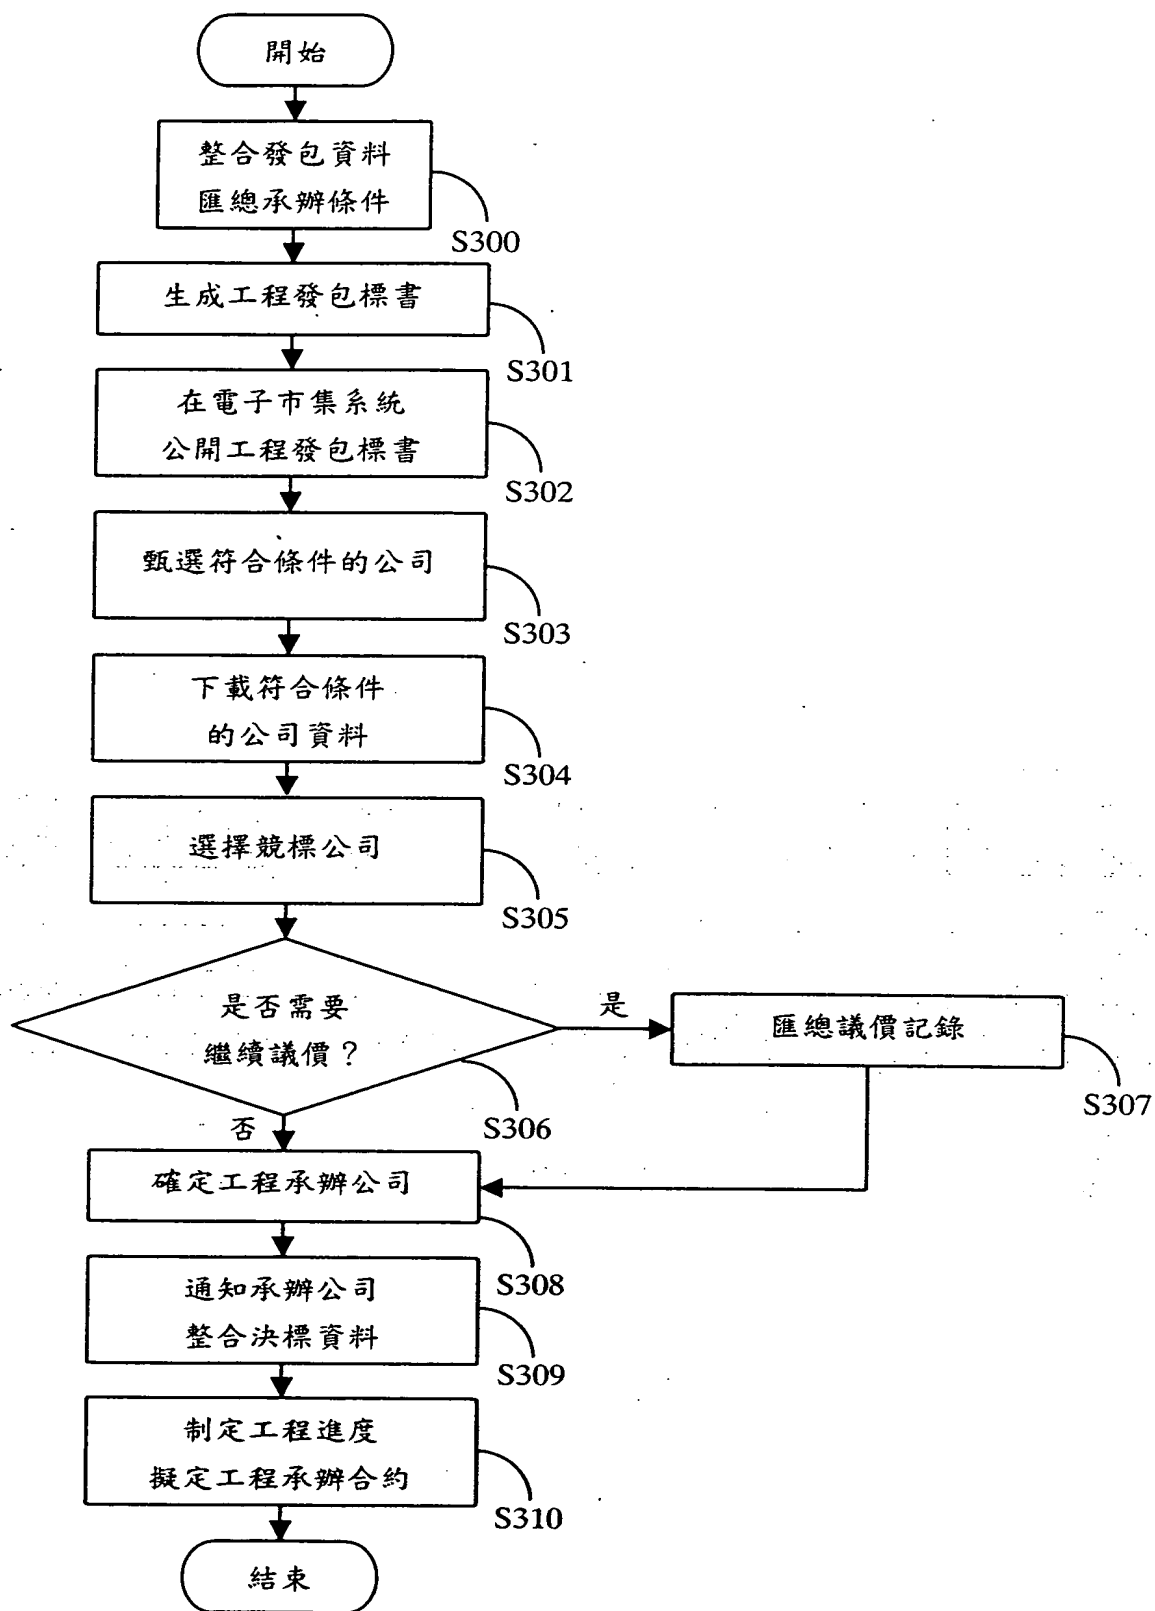 開始
整合發包資料
匯總承辦條件
S300
生成工程發包標書
S301
在電子市集系統
公開工程發包標書
S302
甄選符合條件的公司
S303
下載符合條件
的公司資料
S304
選擇競標公司
S305
是否需要
繼續議價？
S306
是
匯總議價記錄
S307
否
確定工程承辦公司
S308
通知承辦公司
整合決標資料
S309
制定工程進度
擬定工程承辦合約
S310
結束